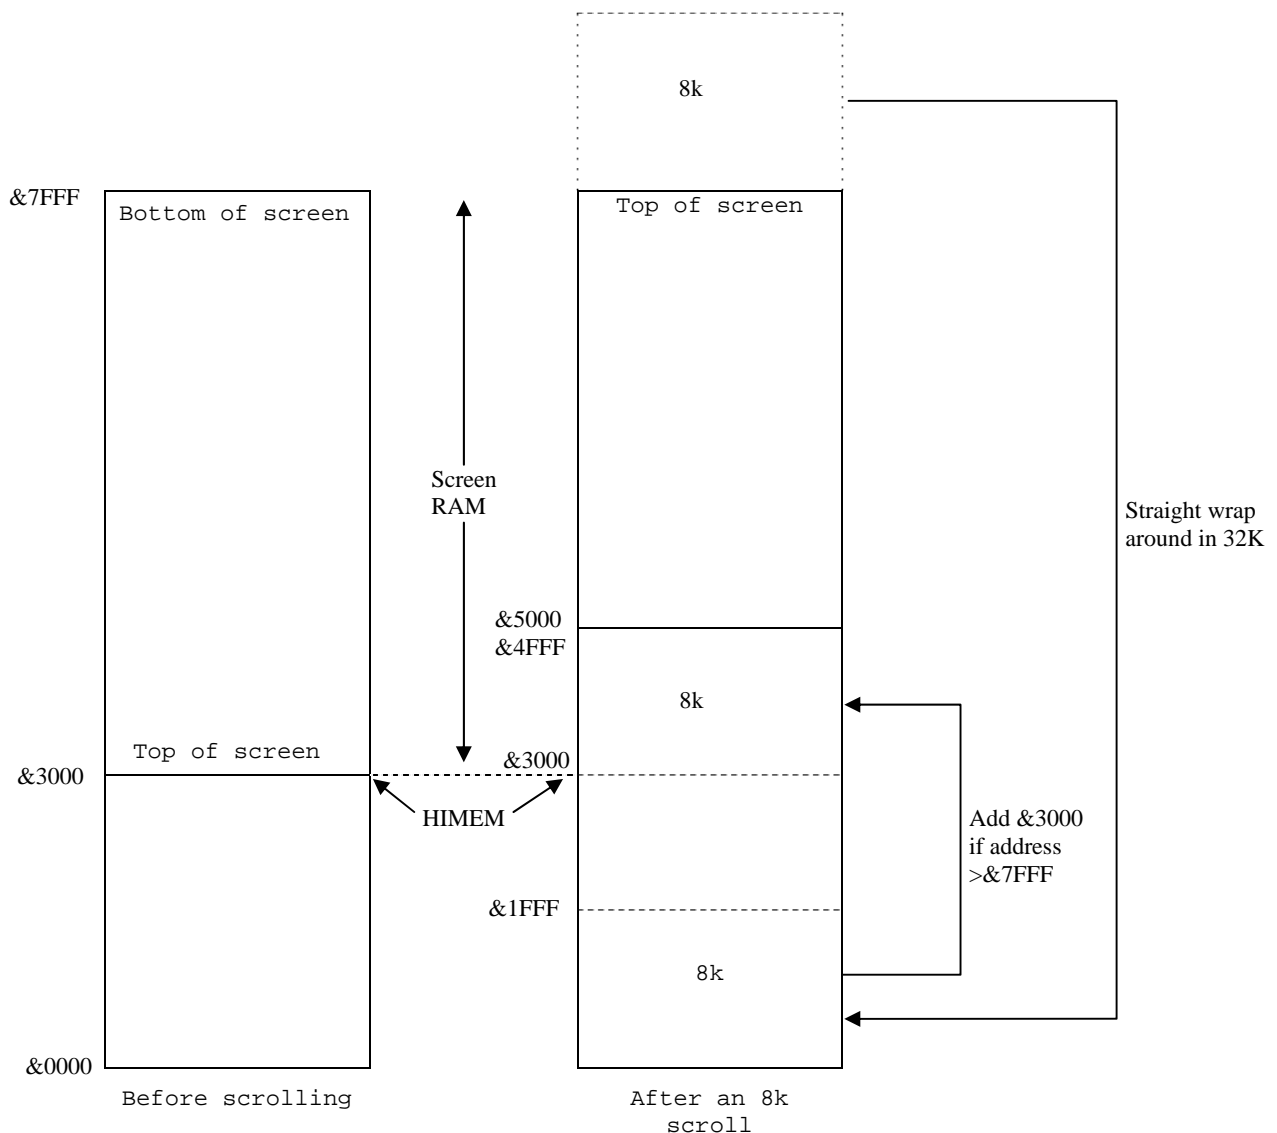 8k
&7FFF
Bottom of screen
Top of screen
Screen
RAM
Straight wrap
around in 32K
&5000
&4FFF
8k
Top of screen
&3000
&3000
HIMEM
Add &3000
if address
>&7FFF
&1FFF
8k
&0000
Before scrolling
After an 8k
scroll